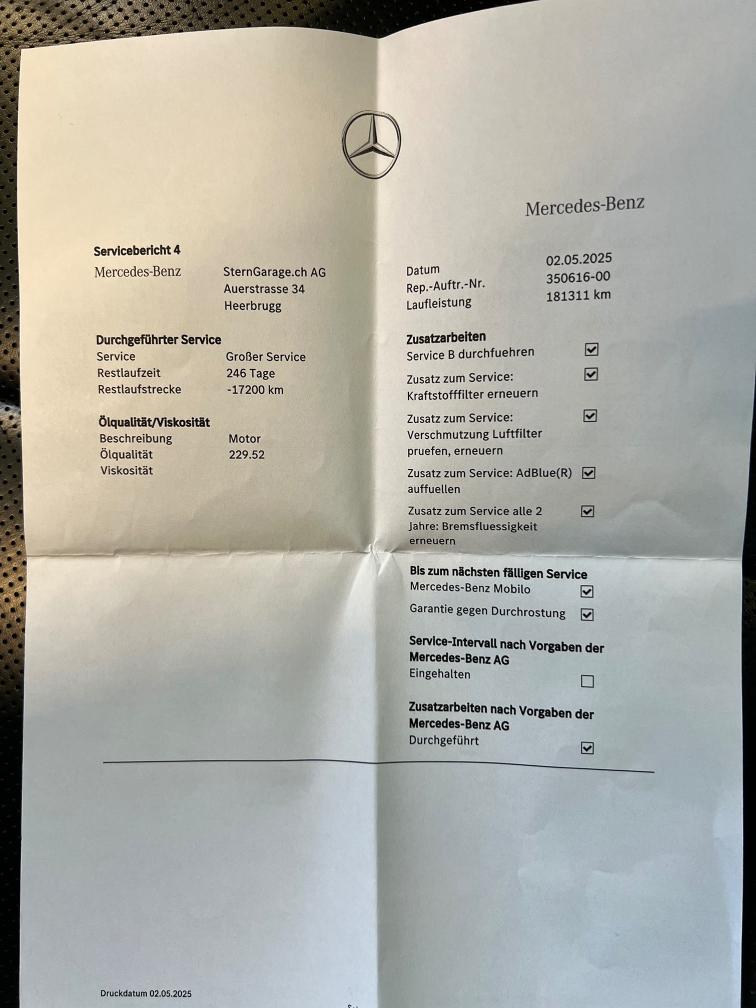 Mercedes-Benz
Servicebericht 4
Mercedes-Benz
SternGarage.ch AG
Auerstrasse 34
Heerbrugg
Datum 02.05.2025
Rep.-Auftr.-Nr. 350616-00
Laufleistung 181311 km
Durchgeführter Service
Service Großer Service
Restlaufzeit 246 Tage
Restlaufstrecke -17200 km
Ölqualität/Viskosität
Beschreibung Motor
Ölqualität 229.52
Viskosität
Zusatzarbeiten
Service B durchfuehren
Zusatz zum Service:
Kraftstofffilter erneuern
Zusatz zum Service:
Verschmutzung Luftfilter
pruefen, erneuern
Zusatz zum Service: AdBlue(R)
auffuellen
Zusatz zum Service alle 2
Jahre: Bremsfluessigkeit
erneuern
Bis zum nächsten fälligen Service
Mercedes-Benz Mobilo
Garantie gegen Durchrostung
Service-Intervall nach Vorgaben der
Mercedes-Benz AG
Eingehalten
Zusatzarbeiten nach Vorgaben der
Mercedes-Benz AG
Durchgeführt
Druckdatum 02.05.2025